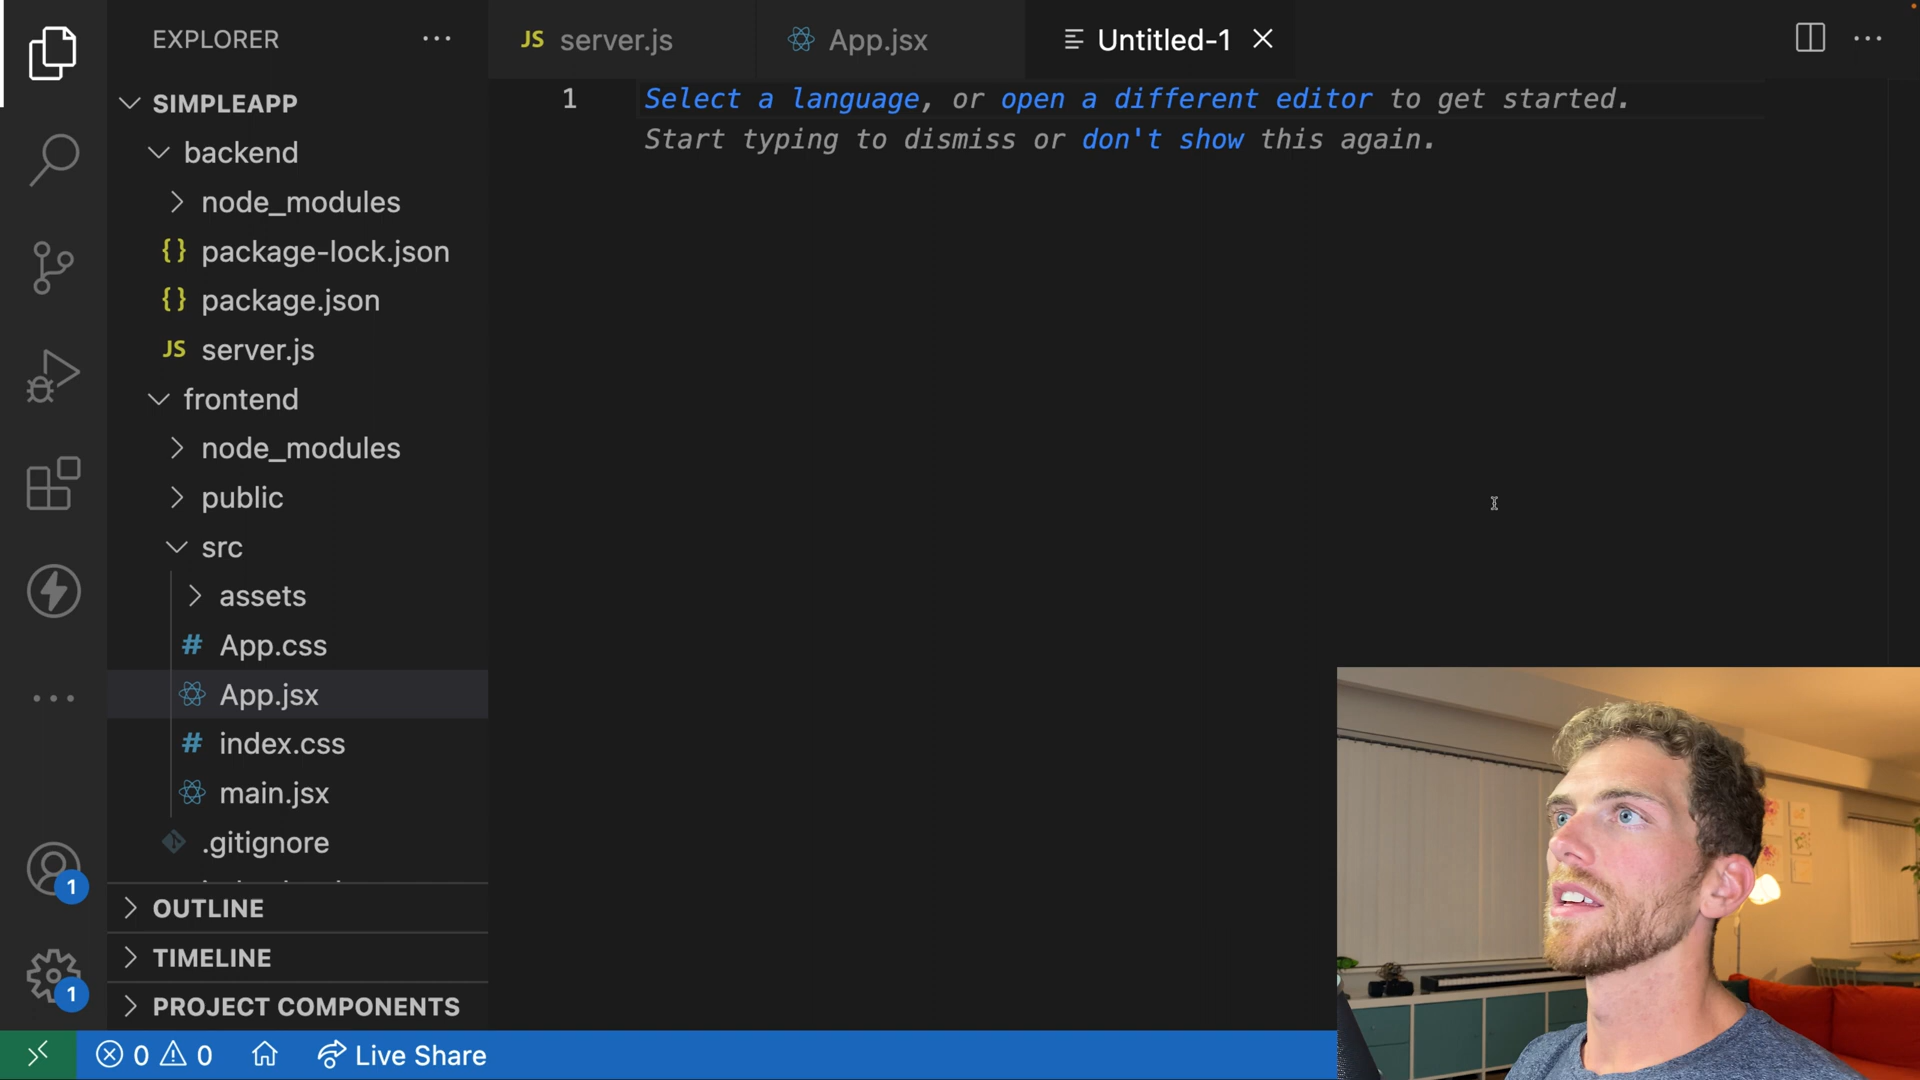 EXPLORER
SIMPLEAPP
backend
node_modules
package-lock.json
package.json
server.js
frontend
node_modules
public
src
assets
App.css
App.jsx
index.css
main.jsx
.gitignore
OUTLINE
TIMELINE
PROJECT COMPONENTS
JS server.js
App.jsx
Untitled-1
1 Select a language, or open a different editor to get started.
Start typing to dismiss or don't show this again.
{}
{}
JS
#
#
1
1
0 0 Live Share